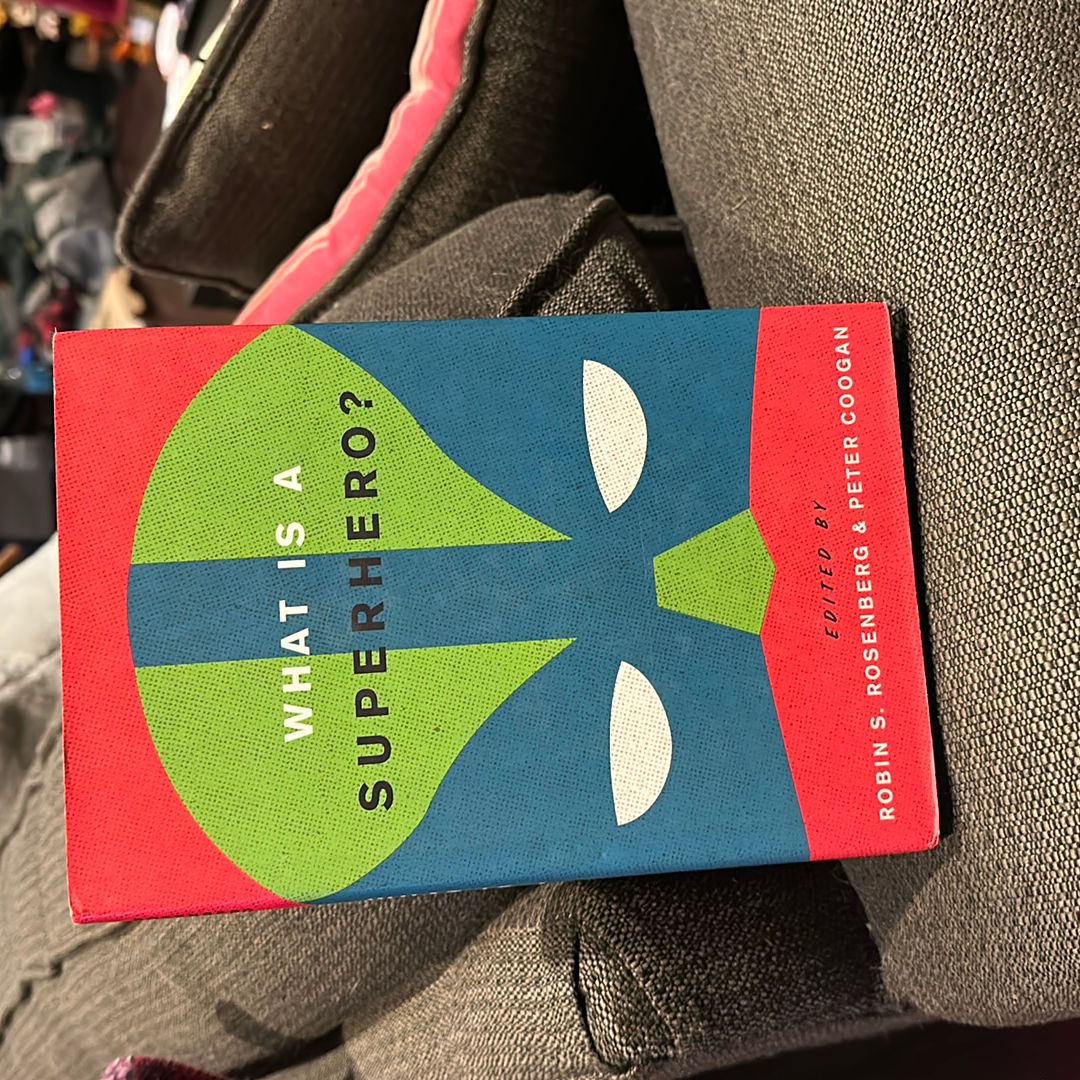 WHAT IS A
SUPERHERO?
EDITED BY
ROBIN S. ROSENBERG & PETER COOGAN